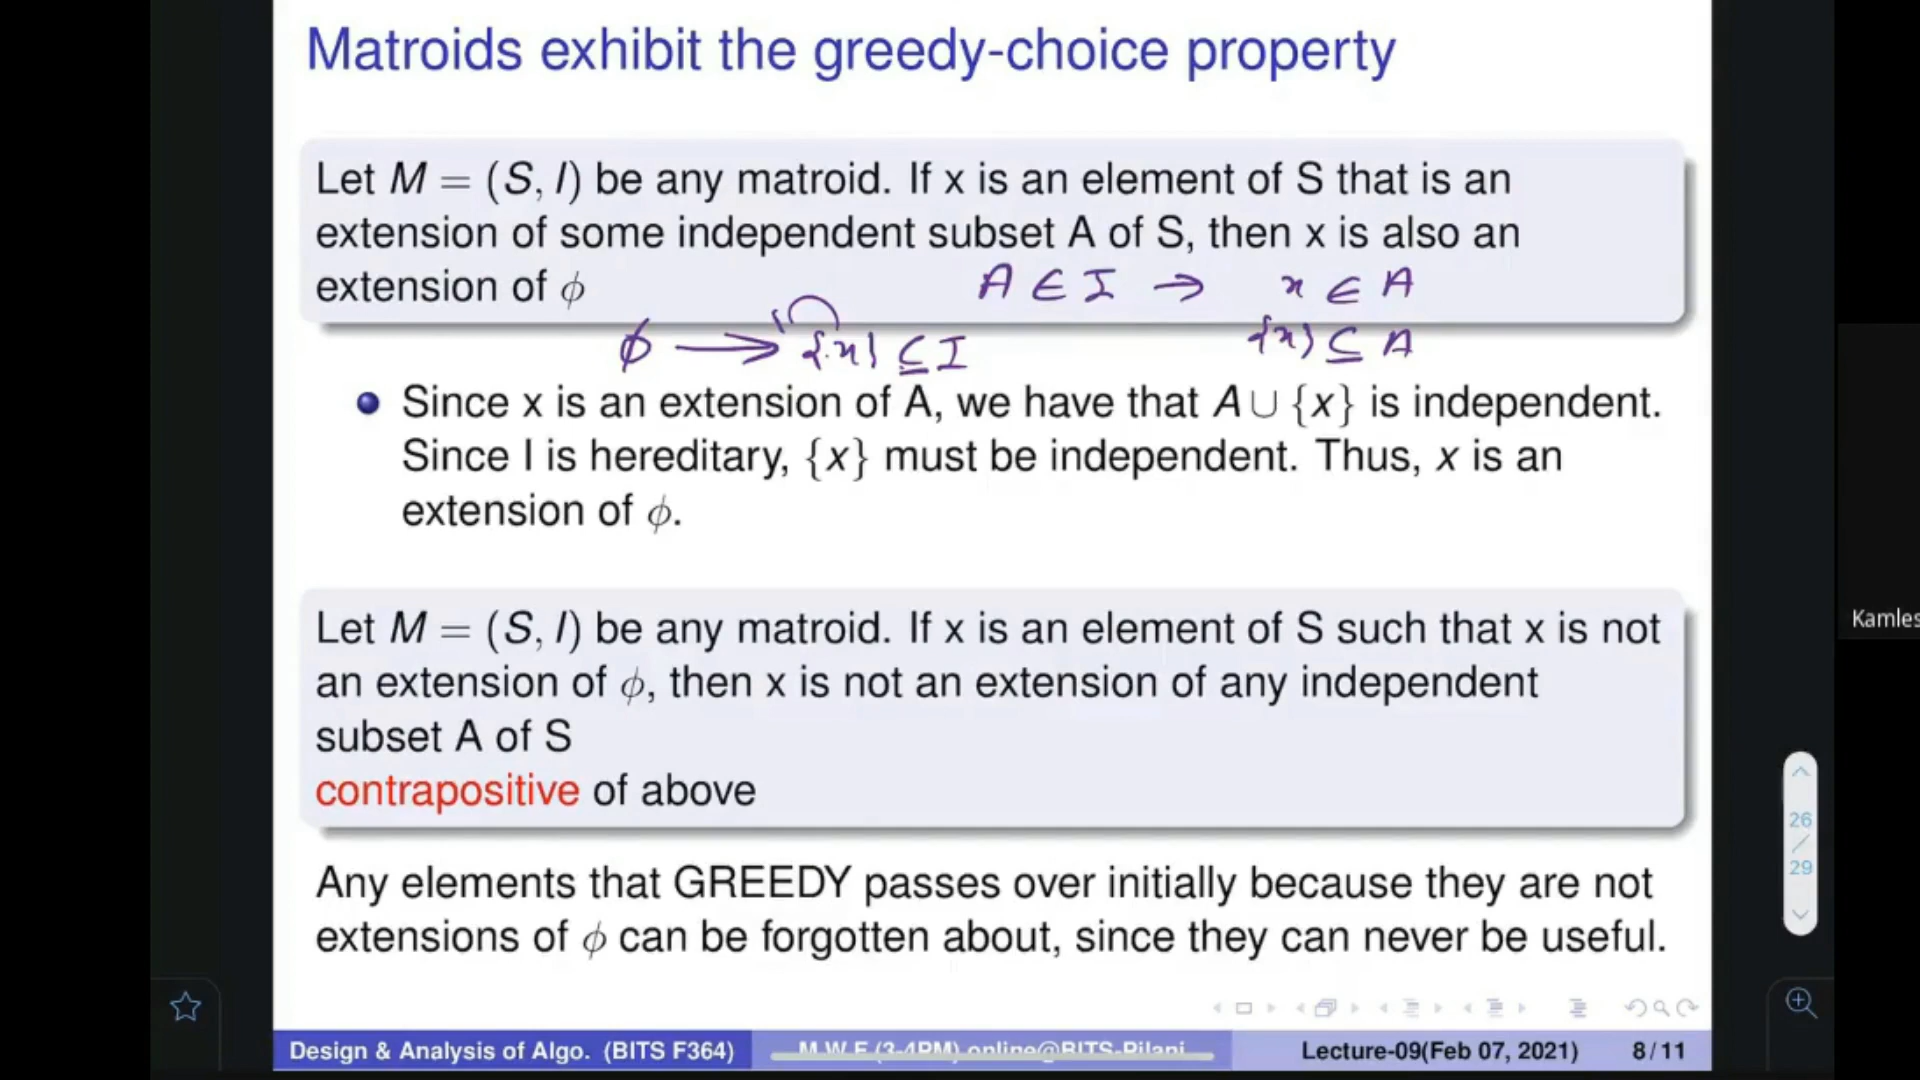 Matroids exhibit the greedy-choice property
Let M = (S, I) be any matroid. If x is an element of S that is an
extension of some independent subset A of S, then x is also an
extension of ϕ
A ∈ I → x ∈ A
ϕ → {x} ⊆ I
{x} ⊆ A
Since x is an extension of A, we have that A ∪ {x} is independent.
Since I is hereditary, {x} must be independent. Thus, x is an
extension of ϕ.
Let M = (S, I) be any matroid. If x is an element of S such that x is not
an extension of ϕ, then x is not an extension of any independent
subset A of S
contrapositive of above
Any elements that GREEDY passes over initially because they are not
extensions of ϕ can be forgotten about, since they can never be useful.
Kamles
26
/
29
Design & Analysis of Algo. (BITS F364)
M W F (3-4PM) online@BITS-Pilani
Lecture-09(Feb 07, 2021)
8/11